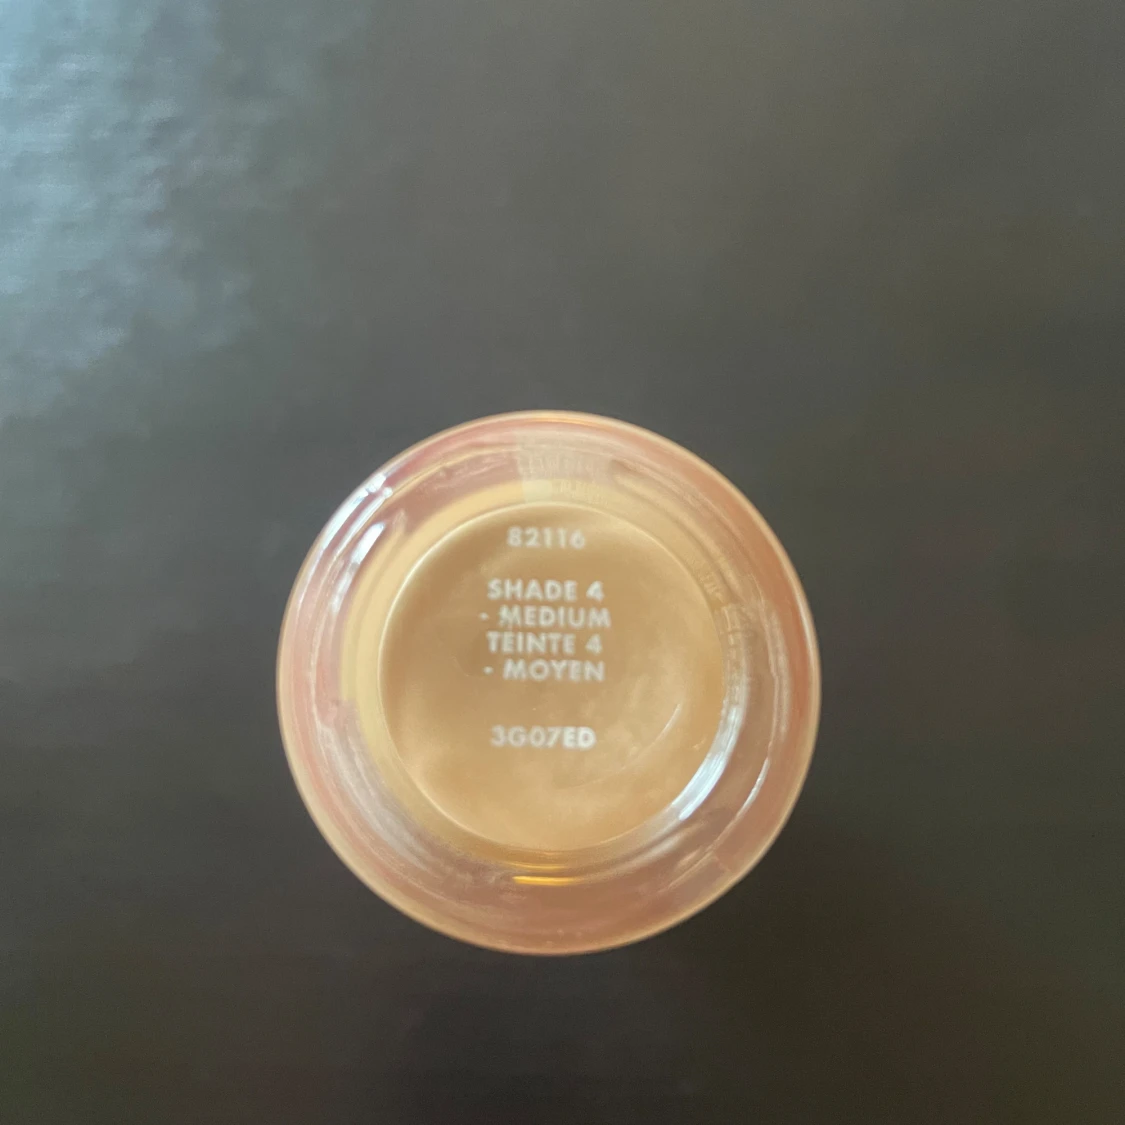 82116
SHADE 4
- MEDIUM
TEINTE 4
- MOYEN
3G07ED